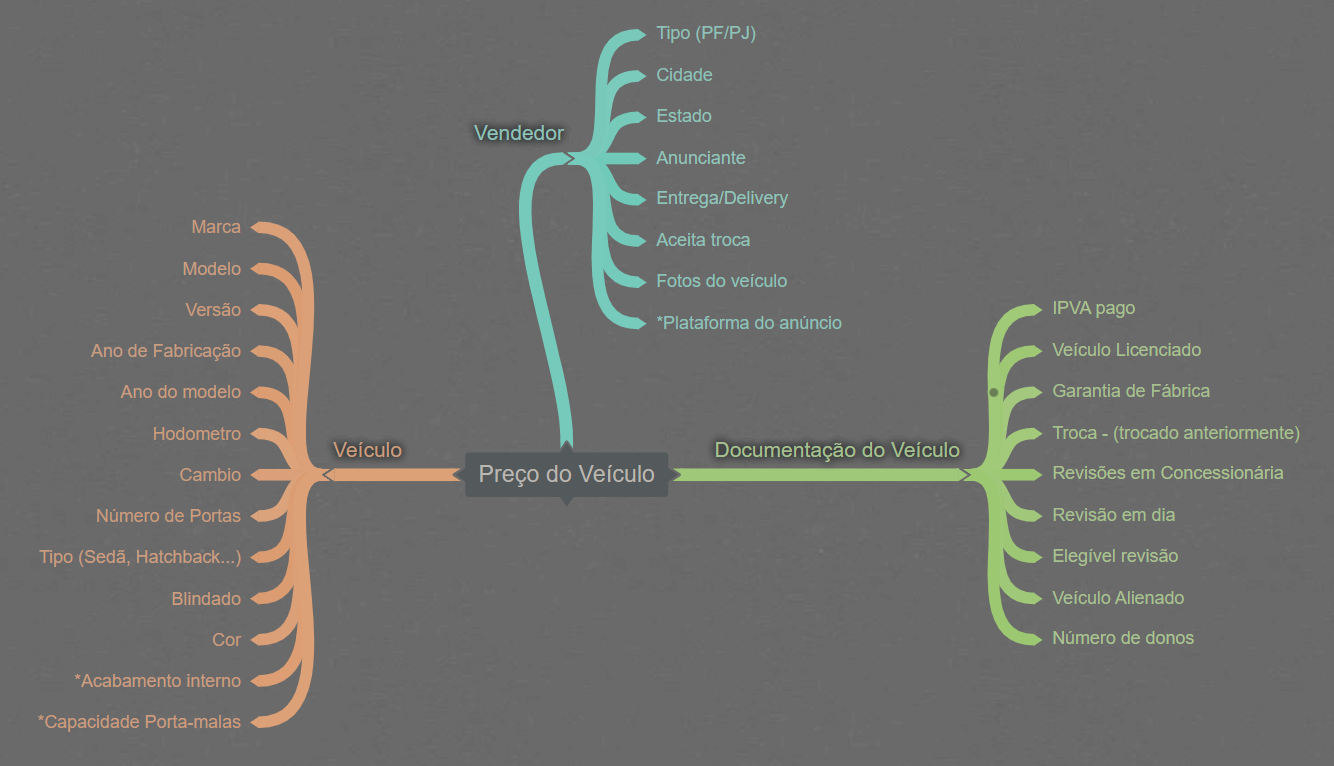 Preço do Veículo
Vendedor
Tipo (PF/PJ)
Cidade
Estado
Anunciante
Entrega/Delivery
Aceita troca
Fotos do veículo
*Plataforma do anúncio
Veículo
Marca
Modelo
Versão
Ano de Fabricação
Ano do modelo
Hodometro
Cambio
Número de Portas
Tipo (Sedã, Hatchback...)
Blindado
Cor
*Acabamento interno
*Capacidade Porta-malas
Documentação do Veículo
IPVA pago
Veículo Licenciado
Garantia de Fábrica
Troca - (trocado anteriormente)
Revisões em Concessionária
Revisão em dia
Elegível revisão
Veículo Alienado
Número de donos